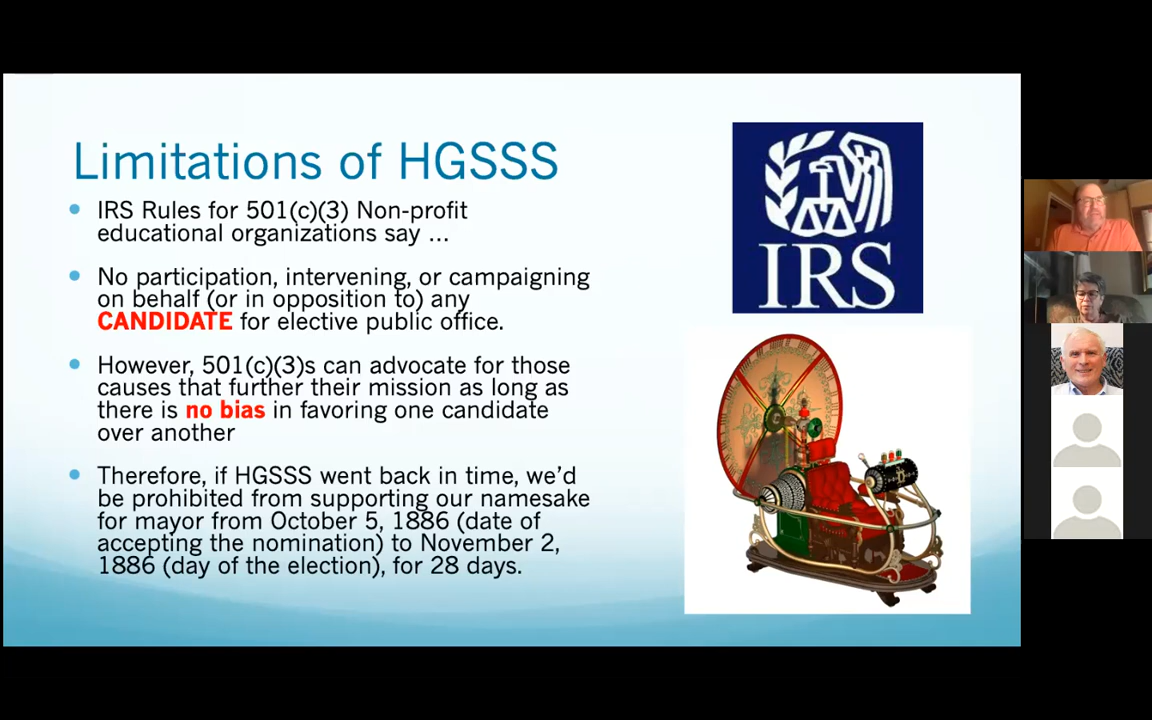 Limitations of HGSSS
IRS Rules for 501(c)(3) Non-profit
educational organizations say ...
No participation, intervening, or campaigning
on behalf (or in opposition to) any
CANDIDATE for elective public office.
However, 501(c)(3)s can advocate for those
causes that further their mission as long as
there is no bias in favoring one candidate
over another
Therefore, if HGSSS went back in time, we’d
be prohibited from supporting our namesake
for mayor from October 5, 1886 (date of
accepting the nomination) to November 2,
1886 (day of the election), for 28 days.
IRS